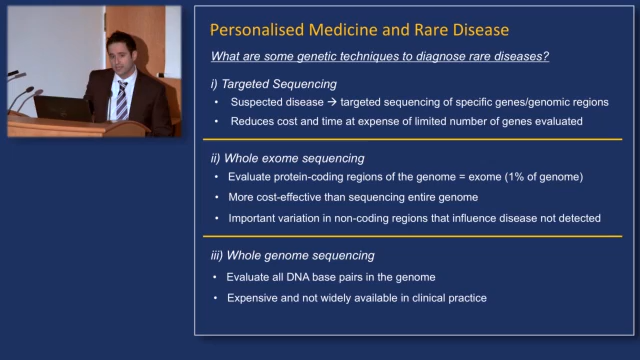 Personalised Medicine and Rare Disease
What are some genetic techniques to diagnose rare diseases?
i) Targeted Sequencing
• Suspected disease → targeted sequencing of specific genes/genomic regions
• Reduces cost and time at expense of limited number of genes evaluated
ii) Whole exome sequencing
• Evaluate protein-coding regions of the genome = exome (1% of genome)
• More cost-effective than sequencing entire genome
• Important variation in non-coding regions that influence disease not detected
iii) Whole genome sequencing
• Evaluate all DNA base pairs in the genome
• Expensive and not widely available in clinical practice